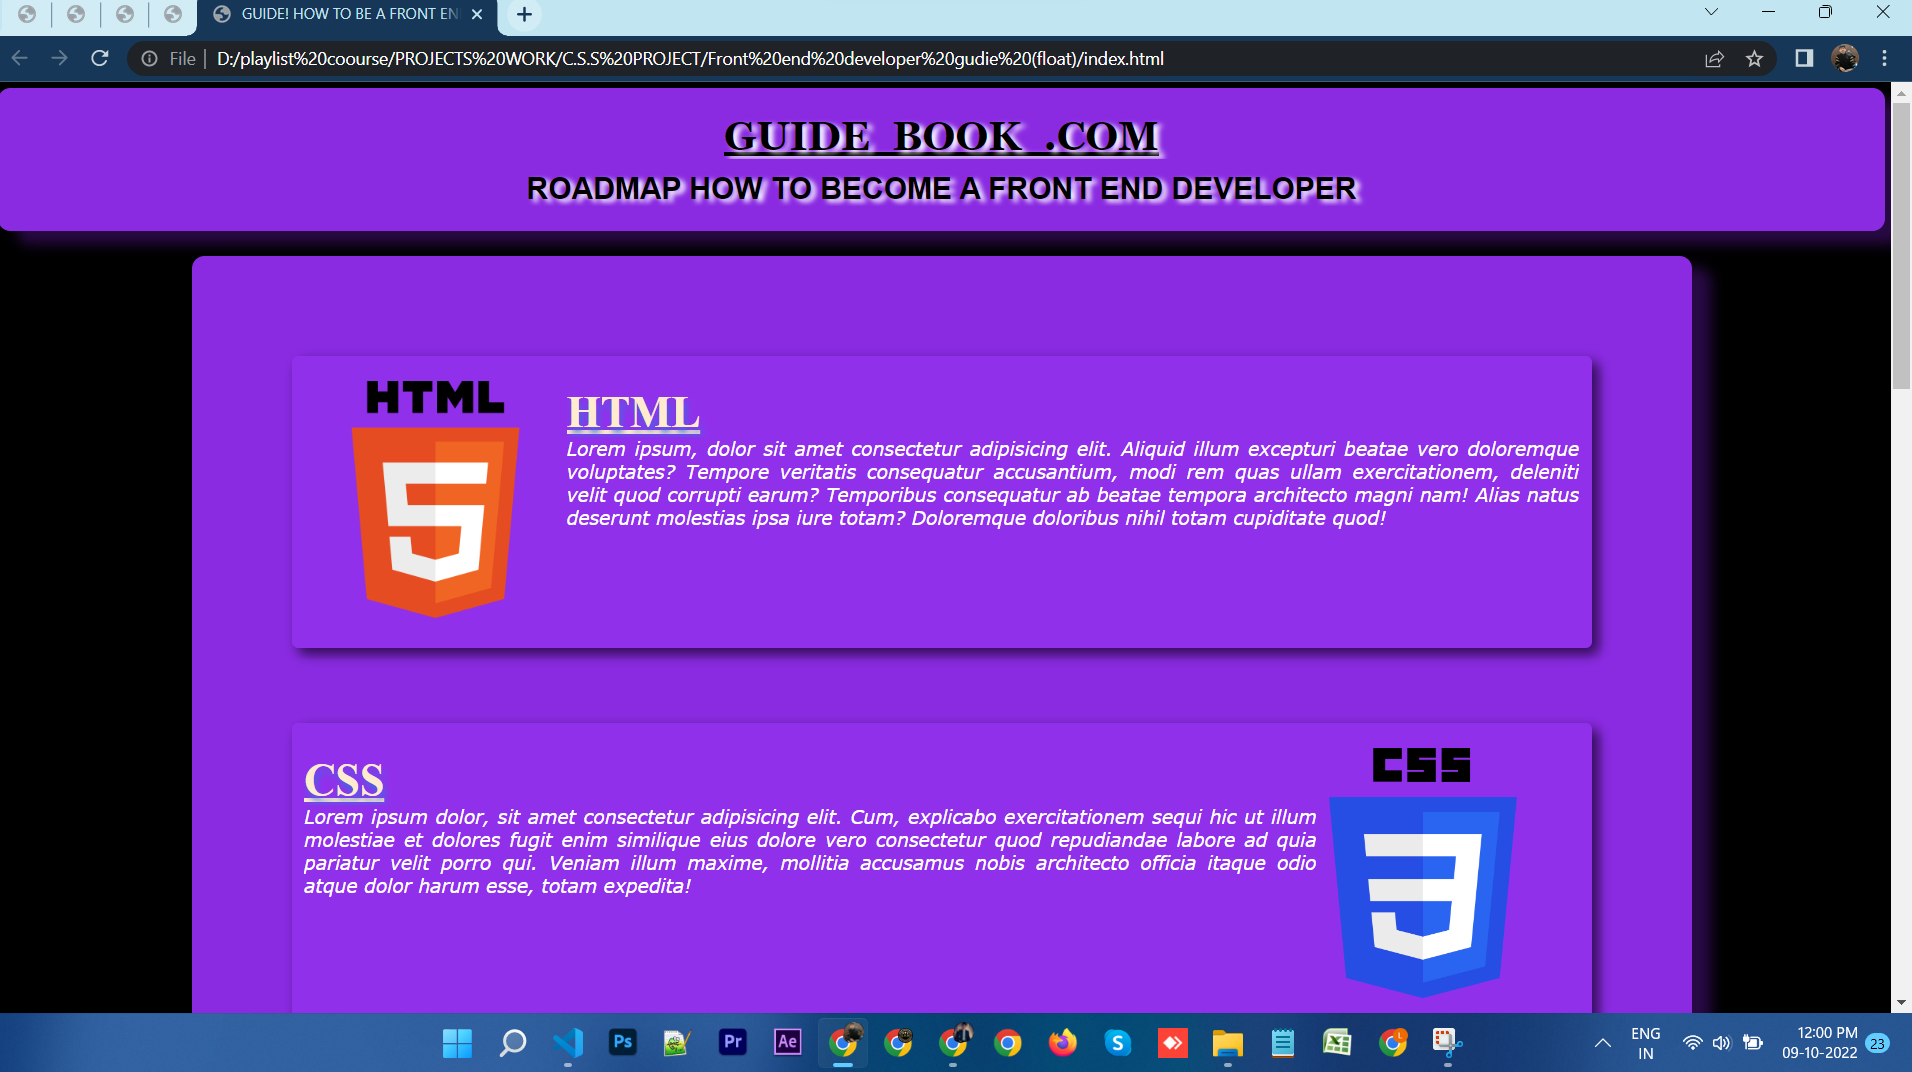 GUIDE! HOW TO BE A FRONT EN
File
D:/playlist%20coourse/PROJECTS%20WORK/C.S.S%20PROJECT/Front%20end%20developer%20gudie%20(float)/index.html
GUIDE BOOK .COM
ROADMAP HOW TO BECOME A FRONT END DEVELOPER
HTML
5
HTML
Lorem ipsum, dolor sit amet consectetur adipisicing elit. Aliquid illum excepturi beatae vero doloremque
voluptates? Tempore veritatis consequatur accusantium, modi rem quas ullam exercitationem, deleniti
velit quod corrupti earum? Temporibus consequatur ab beatae tempora architecto magni nam! Alias natus
deserunt molestias ipsa iure totam? Doloremque doloribus nihil totam cupiditate quod!
CSS
Lorem ipsum dolor, sit amet consectetur adipisicing elit. Cum, explicabo exercitationem sequi hic ut illum
molestiae et dolores fugit enim similique eius dolore vero consectetur quod repudiandae labore ad quia
pariatur velit porro qui. Veniam illum maxime, mollitia accusamus nobis architecto officia itaque odio
atque dolor harum esse, totam expedita!
CSS
3
Ps
Pr
Ae
S
L
ENG
IN
12:00 PM
09-10-2022
23